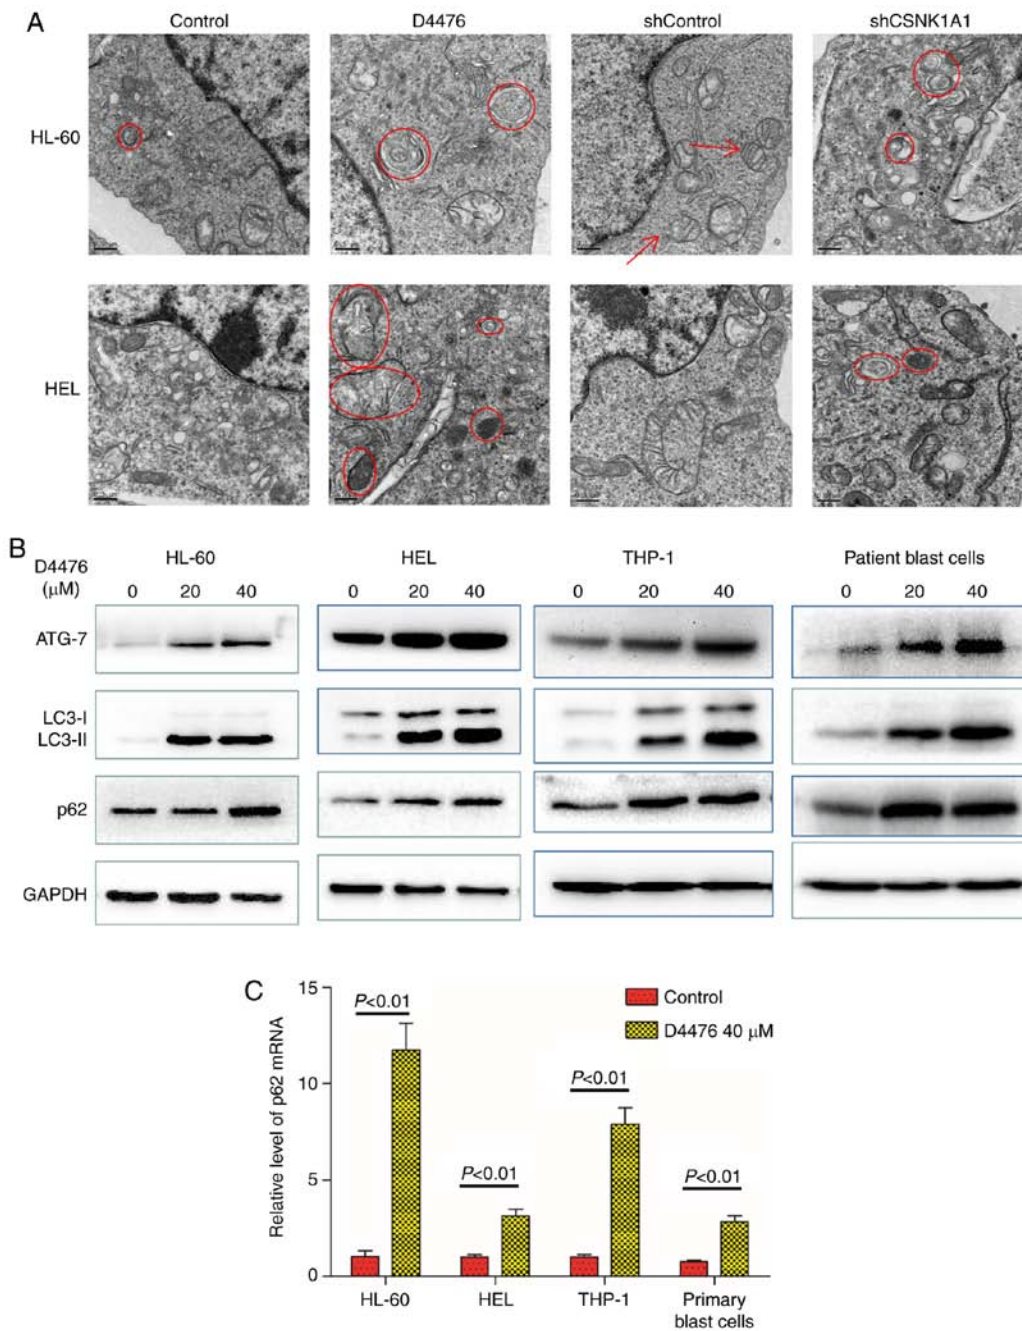 A
Control D4476 shControl shCSNK1A1
HL-60
HEL
B
HL-60 HEL THP-1 Patient blast cells
D4476
(μM) 0 20 40 0 20 40 0 20 40 0 20 40
ATG-7
LC3-I
LC3-II
p62
GAPDH
C
Relative level of p62 mRNA
15
10
5
0
P<0.01
P<0.01
P<0.01
P<0.01
Control
D4476 40 μM
HL-60 HEL THP-1 Primary
blast cells